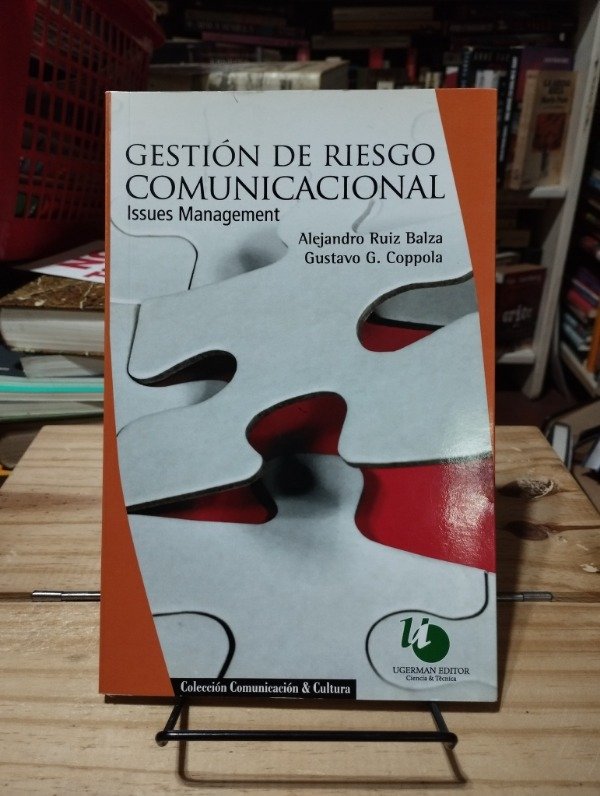 GESTIÓN DE RIESGO
COMUNICACIONAL
Issues Management
Alejandro Ruiz Balza
Gustavo G. Coppola
UGERMAN EDITOR
Ciencia & Técnica
Colección Comunicación & Cultura